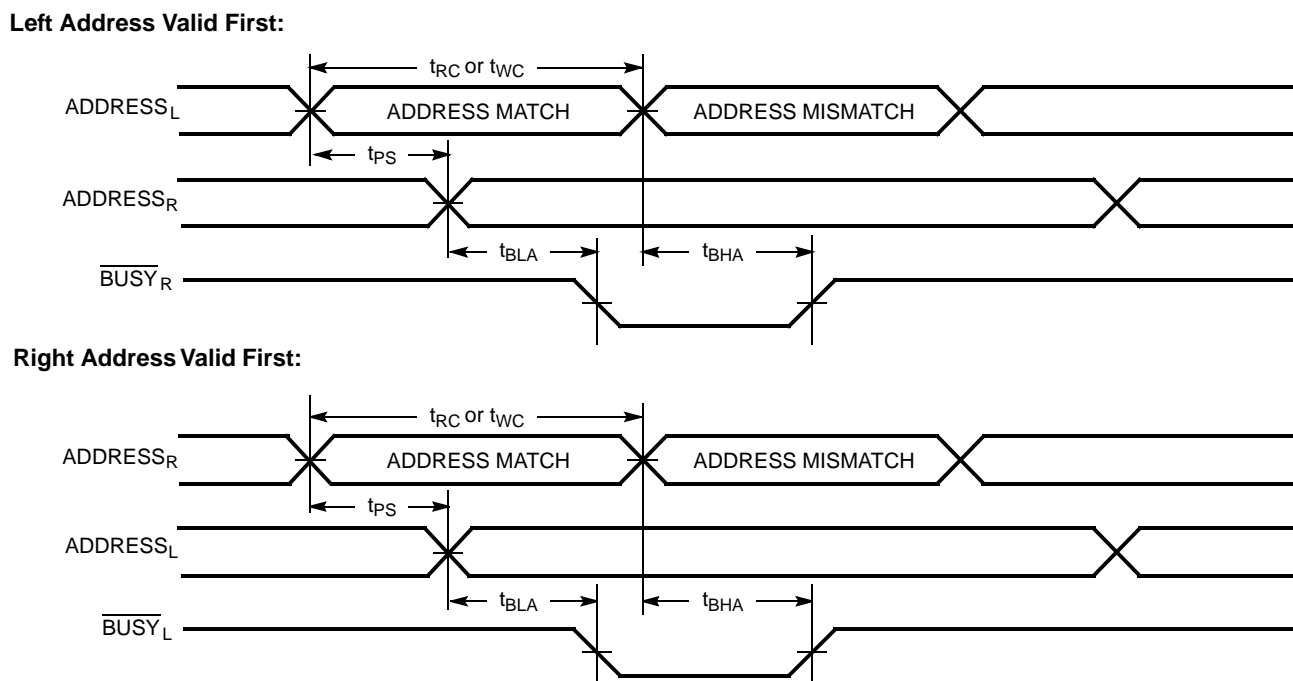 Left Address Valid First:
tRC or tWC
ADDRESSL
ADDRESS MATCH
ADDRESS MISMATCH
tPS
ADDRESSR
tBLA
tBHA
BUSYR
Right Address Valid First:
tRC or tWC
ADDRESSR
ADDRESS MATCH
ADDRESS MISMATCH
tPS
ADDRESSL
tBLA
tBHA
BUSYL